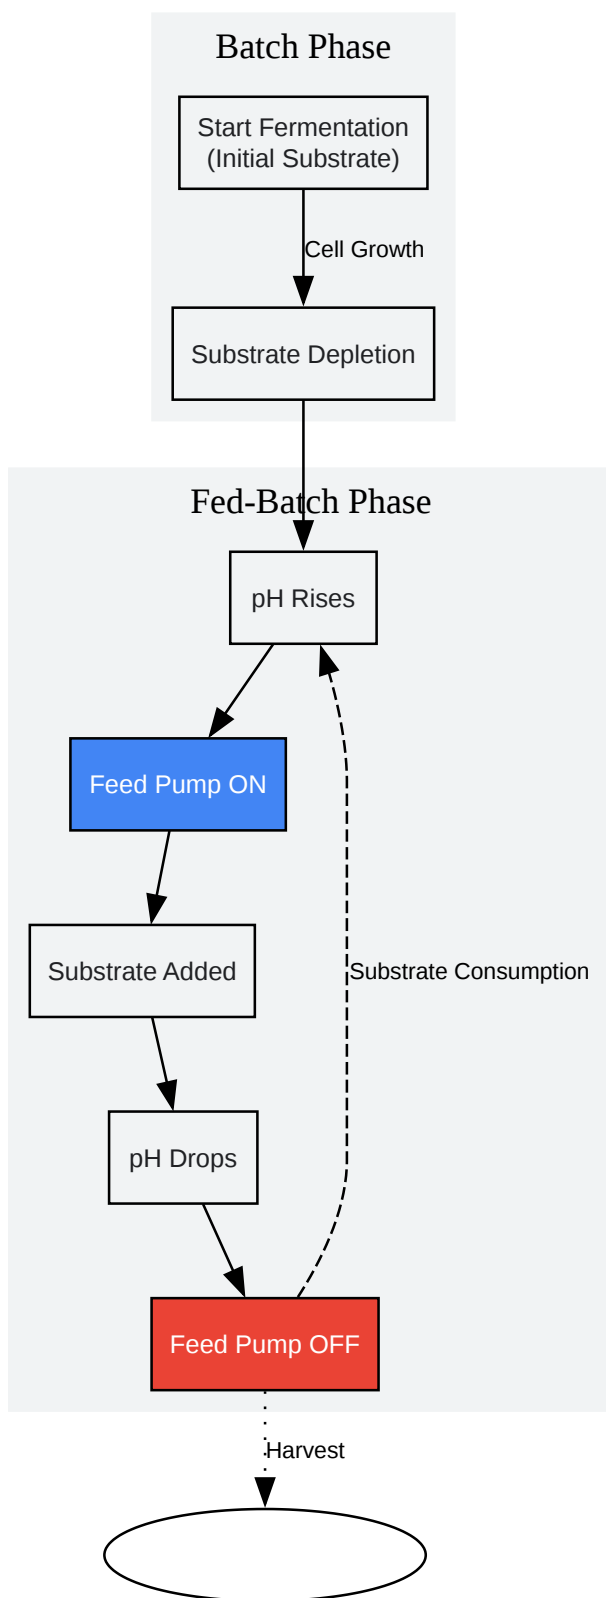 Batch Phase
Start Fermentation
(Initial Substrate)
Cell Growth
Substrate Depletion
Fed-Batch Phase
pH Rises
Feed Pump ON
Substrate Added
Substrate Consumption
pH Drops
Feed Pump OFF
Harvest